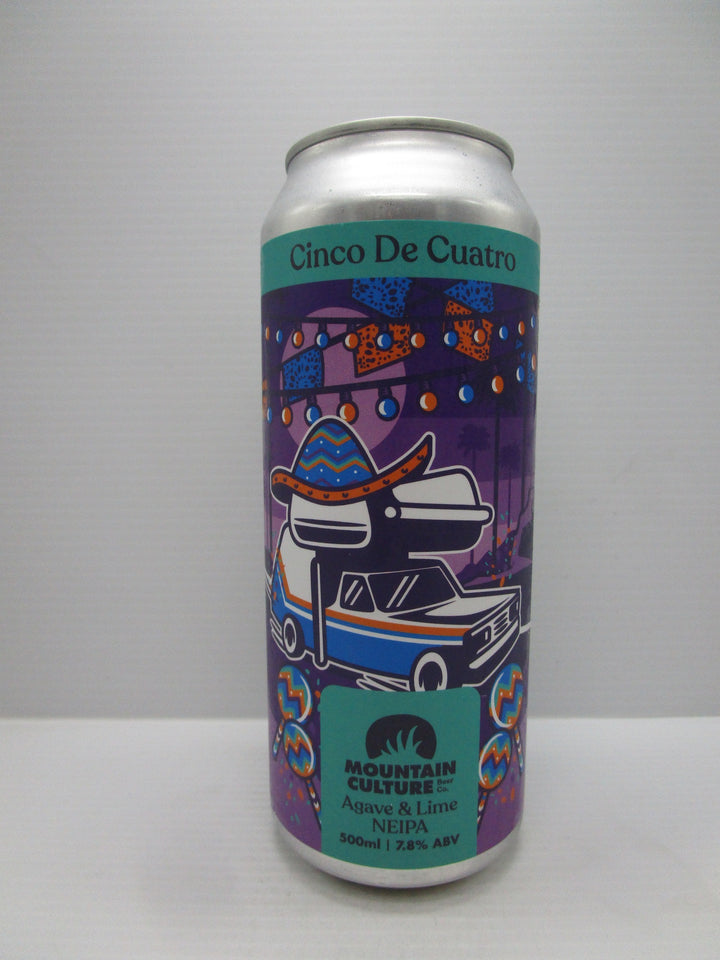 Cinco De Cuatro
MOUNTAIN
CULTURE Beer Co.
Agave & Lime
NEIPA
500ml | 7.8% ABV